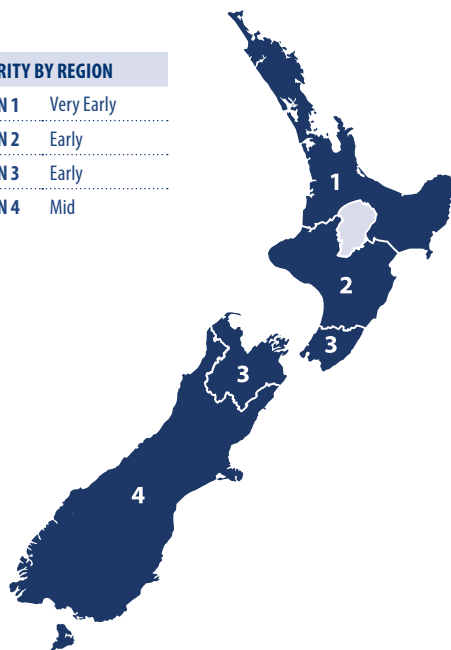 RITY BY REGION
N 1 Very Early
N 2 Early
N 3 Early
N 4 Mid
1
2
3
3
4